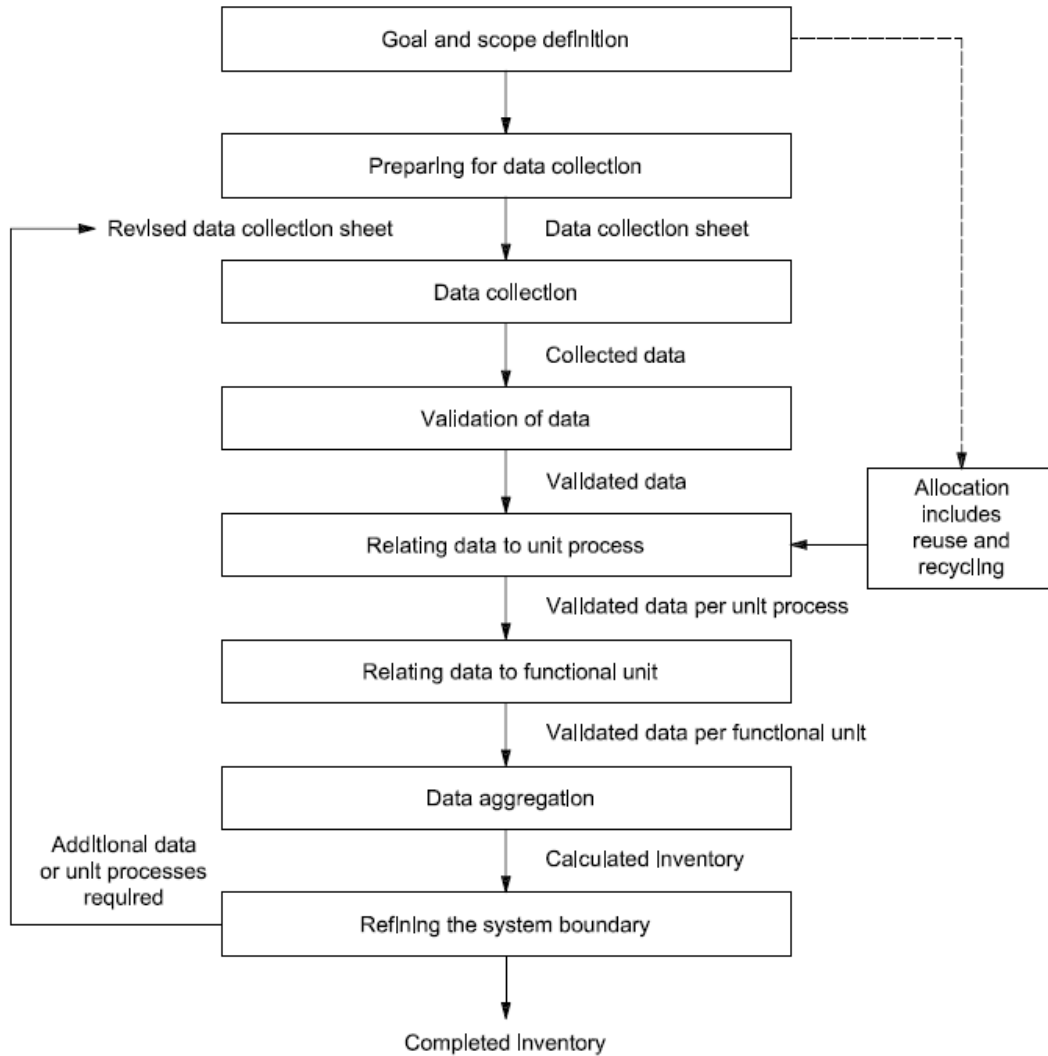 Goal and scope definition
Preparing for data collection
Revised data collection sheet
Data collection sheet
Data collection
Collected data
Validation of data
Validated data
Allocation
includes
reuse and
recycling
Relating data to unit process
Validated data per unit process
Relating data to functional unit
Validated data per functional unit
Data aggregation
Additional data
or unit processes
required
Calculated inventory
Refining the system boundary
Completed inventory